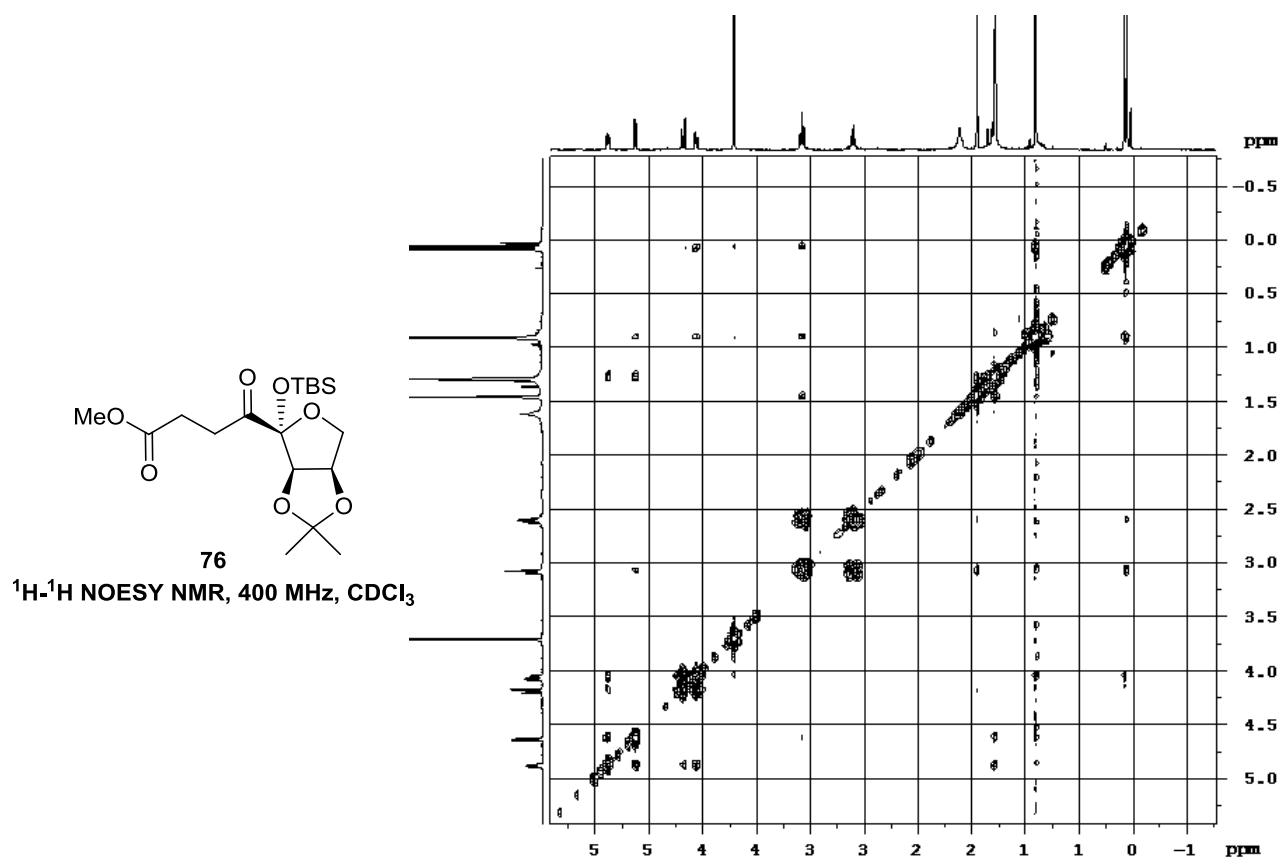 ppm
-0.5
0.0
0.5
1.0
1.5
2.0
2.5
3.0
3.5
4.0
4.5
5.0
5 5 4 4 3 3 2 2 1 1 0 -1 ppm
O OTBS
MeO O
O
O O
76
¹H-¹H NOESY NMR, 400 MHz, CDCl₃